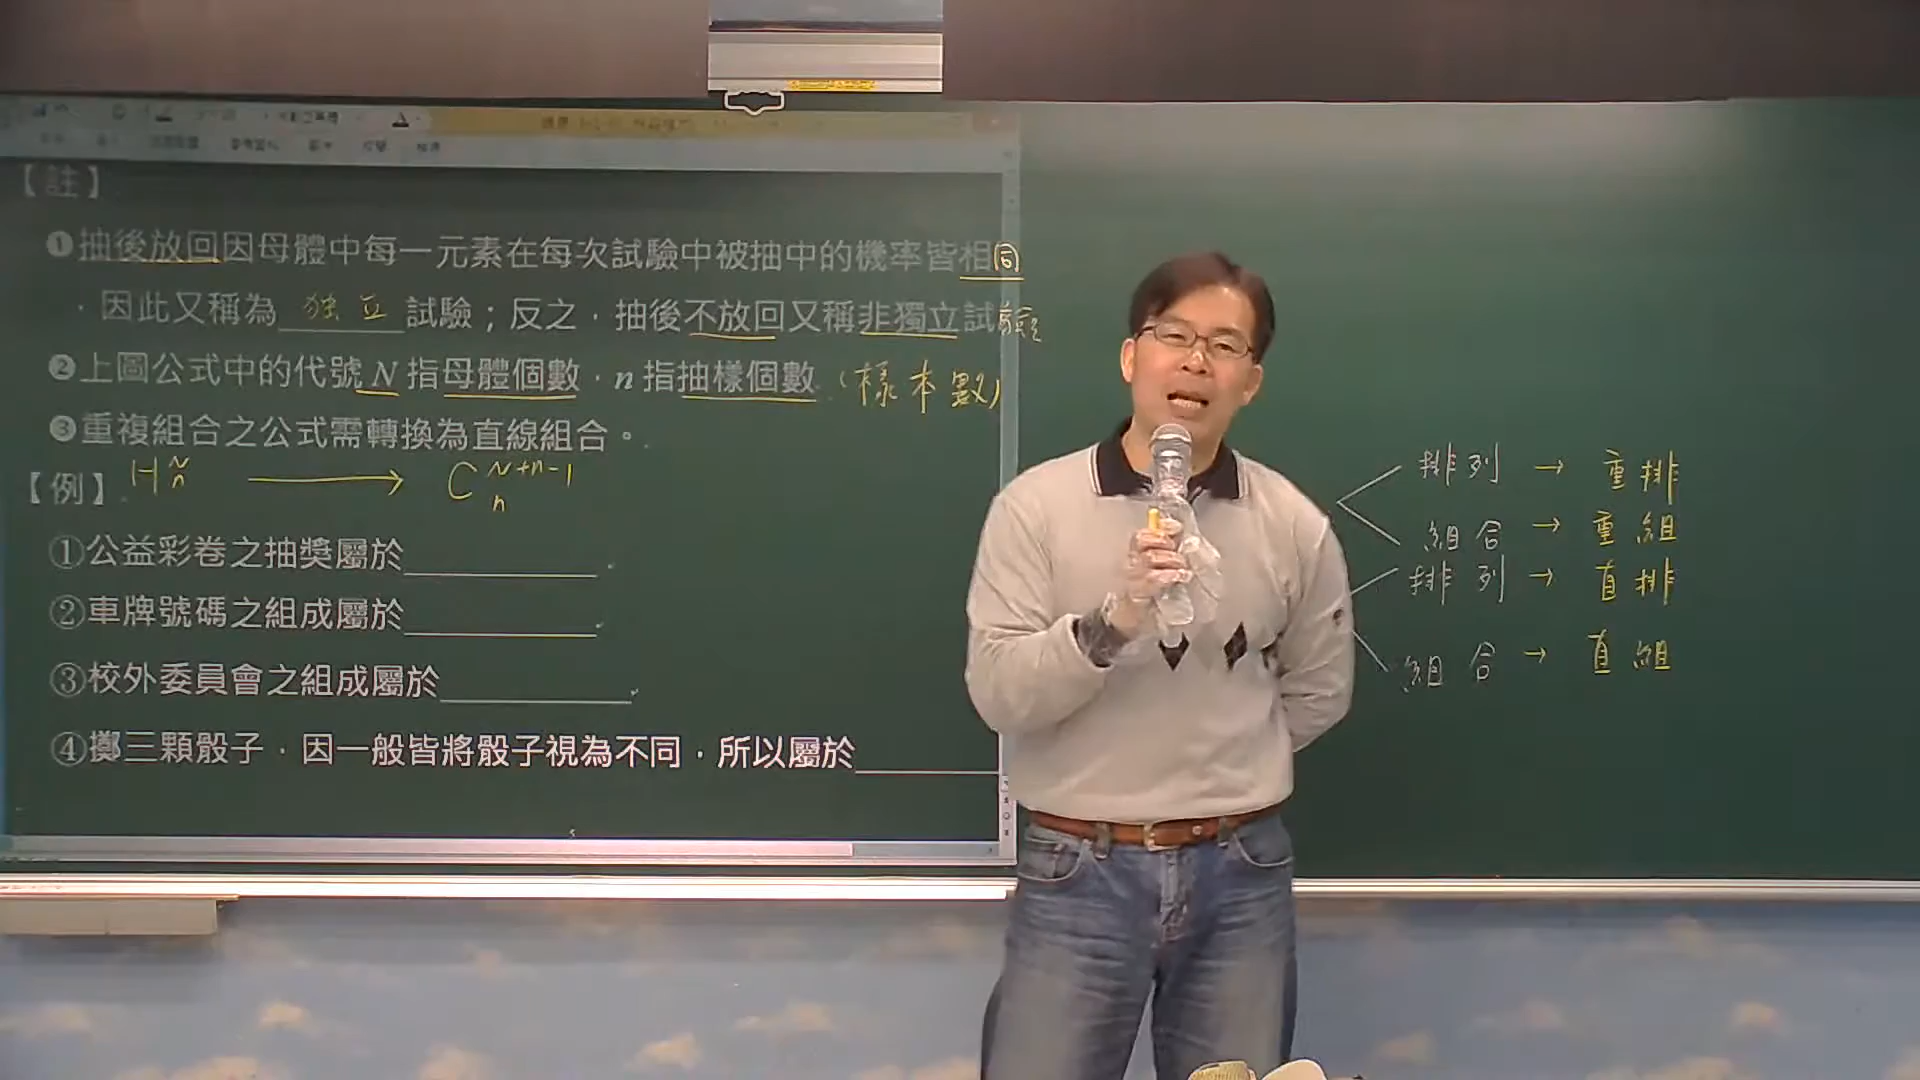 【註】
❶抽後放回因母體中每一元素在每次試驗中被抽中的機率皆相同
，因此又稱為 独立 試驗；反之，抽後不放回又稱非獨立試驗
❷上圖公式中的代號 N 指母體個數，n 指抽樣個數 (樣本數)
❸重複組合之公式需轉換為直線組合。
【例】 H N n → C N+n-1 n
①公益彩卷之抽獎屬於
②車牌號碼之組成屬於
③校外委員會之組成屬於
④擲三顆骰子，因一般皆將骰子視為不同，所以屬於
排列 → 重排
組合 → 重組
排列 → 直排
組合 → 直組